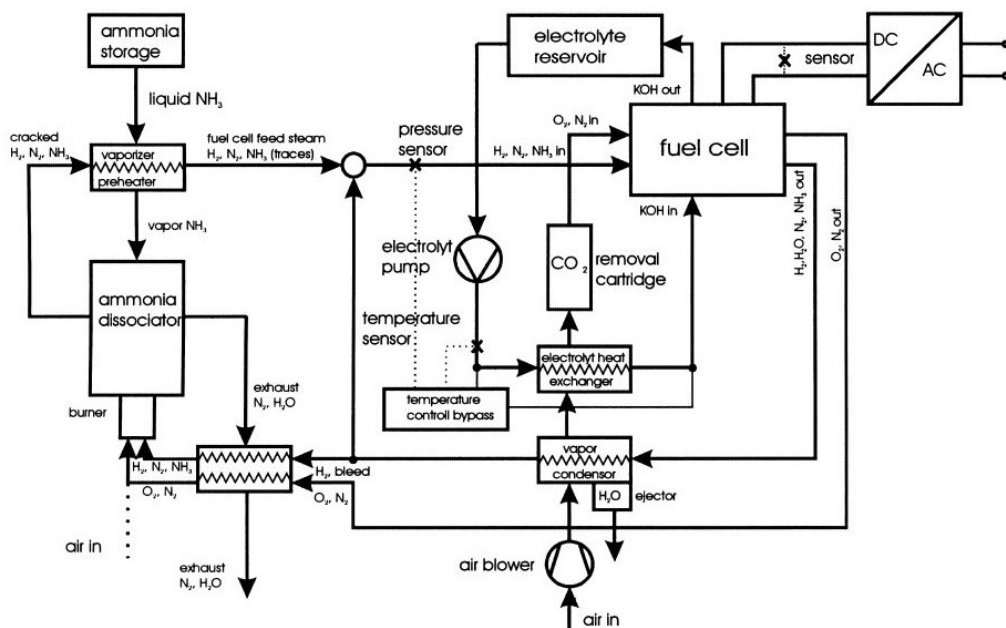 ammonia
storage
liquid NH₃
cracked
H₂, N₂, NH₃
vaporizer
preheater
fuel cell feed steam
H₂, N₂, NH₃ (traces)
vapor NH₃
ammonia
dissociator
burner
exhaust
N₂, H₂O
H₂, N₂, NH₃
O₂, N₂
air in
exhaust
N₂, H₂O
H₂, bleed
O₂, N₂
electrolyte
reservoir
pressure
sensor
electrolyt
pump
temperature
sensor
temperature
controll bypass
O₂, N₂ in
H₂, N₂, NH₃ in
KOH out
KOH in
fuel cell
CO₂
removal
cartridge
electrolyt heat
exchanger
vapor
condensor
H₂O
ejector
air blower
air in
H₂,H₂O, N₂, NH₃ out
O₂, N₂ out
DC
AC
sensor